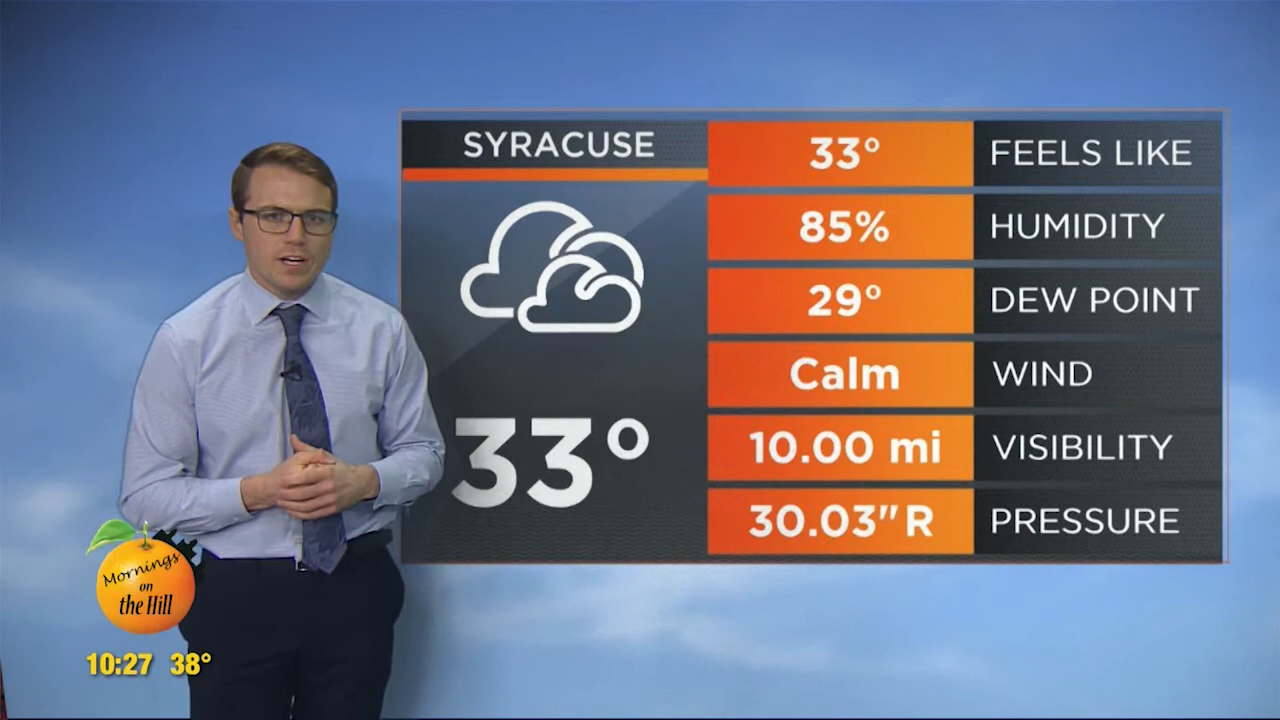 SYRACUSE
33°
33° FEELS LIKE
85% HUMIDITY
29° DEW POINT
Calm WIND
10.00 mi VISIBILITY
30.03" R PRESSURE
Mornings
on
the Hill
10:27 38°